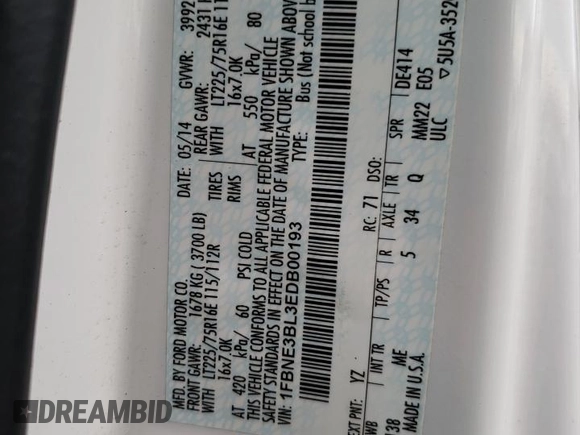 MFD. BY FORD MOTOR CO.
DATE: 05/14 GVWR: 3992
FRONT GAWR: 1678 KG ( 3700 LB) REAR GAWR: 2431
WITH LT225/75R16E 115/112R TIRES WITH LT225/75R16E
16x7.0K RIMS 16x7.0K
AT 420 kPa/ 60 PSI COLD AT 550 kPa/ 80
THIS VEHICLE CONFORMS TO ALL APPLICABLE FEDERAL MOTOR VEHICLE
SAFETY STANDARDS IN EFFECT ON THE DATE OF MANUFACTURE SHOWN ABOVE
VIN: 1FBNE3BL3EDB00193 TYPE: Bus (Not school
EXT PNT: YZ RC: 71 DSO:
WB INT TR TP/PS R AXLE TR SPR DE414
138 ME 5 34 Q MM22 E05
MADE IN U.S.A. ULC ▽5U5A-352
DREAMBID